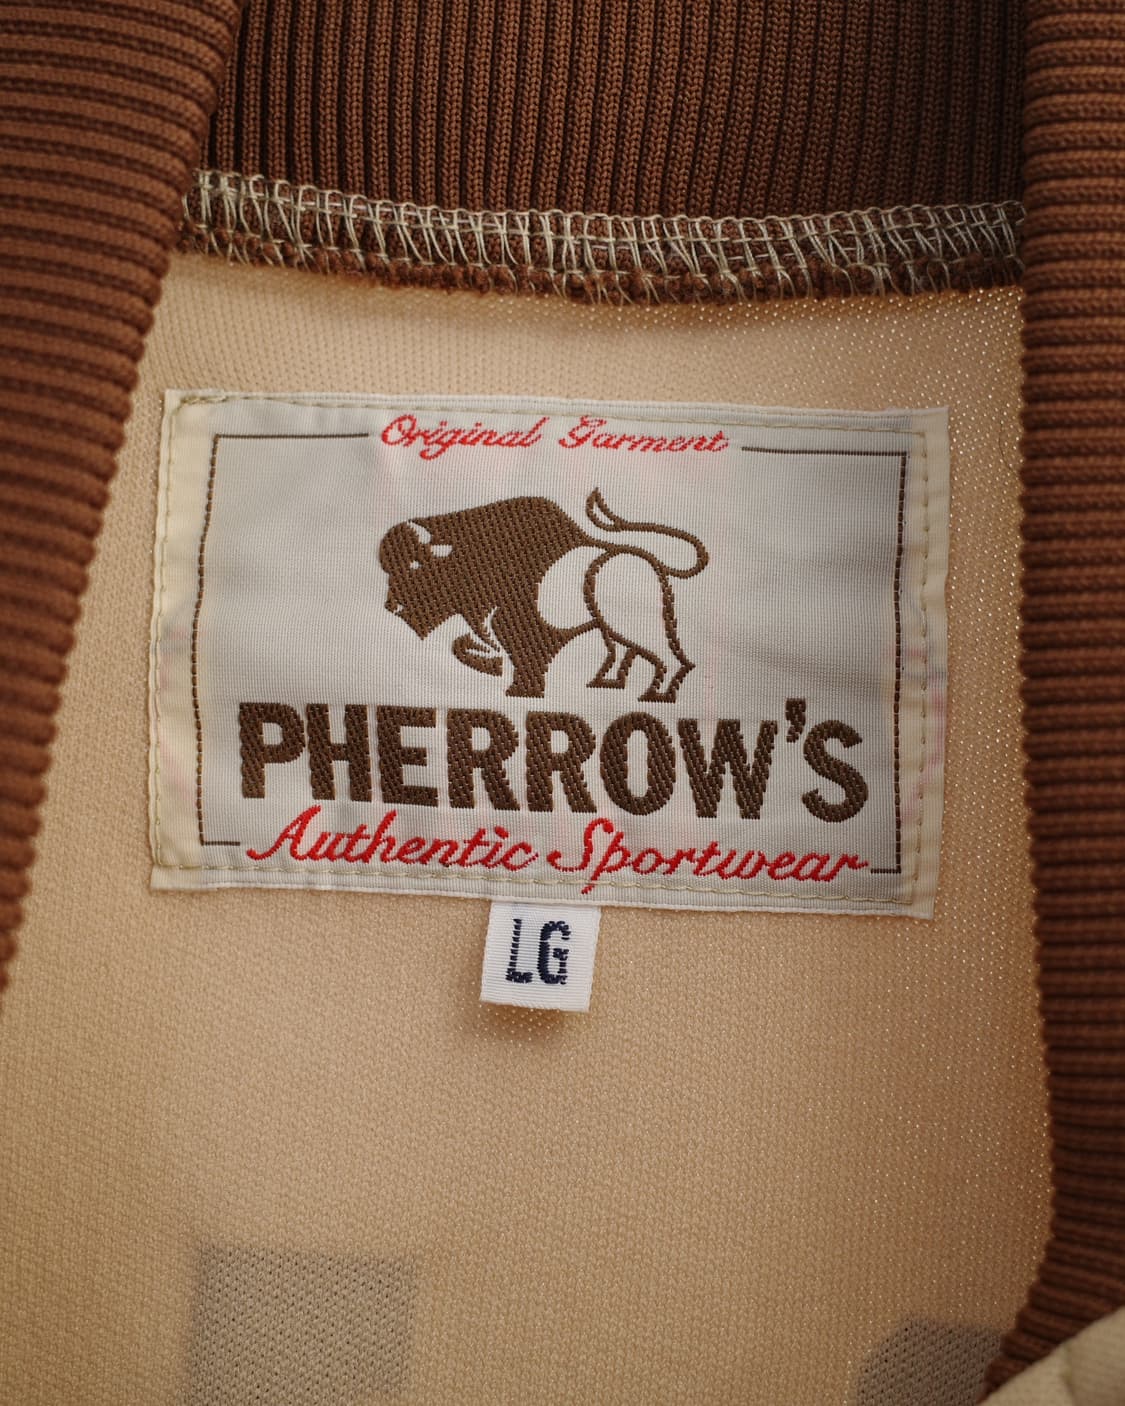 Original Garment
PHERROW'S
Authentic Sportwear
LG